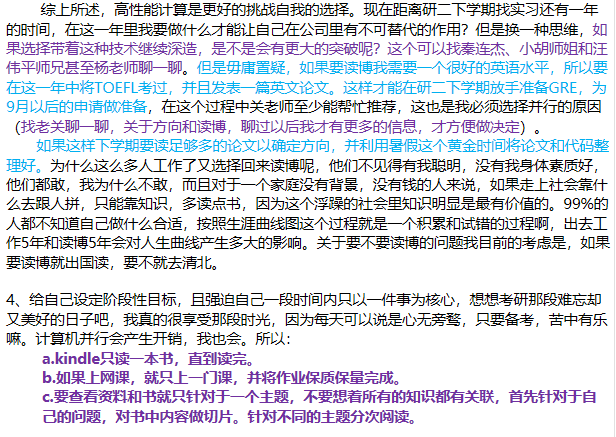 综上所述，高性能计算是更好的挑战自我的选择。现在距离研二下学期找实习还有一年
的时间，在这一年里我要做什么才能让自己在公司里有不可替代的作用？但是换一种思维，如
果选择带着这种技术继续深造，是不是会有更大的突破呢？这个可以找秦连杰、小胡师姐和汪
伟平师兄甚至杨老师聊一聊。但是毋庸置疑，如果要读博我需要一个很好的英语水平，所以要
在这一年中将TOEFL考过，并且发表一篇英文论文。这样才能在研二下学期放手准备GRE，为
9月以后的申请做准备，在这个过程中关老师至少能帮忙推荐，这也是我必须选择并行的原因
（找老关聊一聊，关于方向和读博，聊过以后我才有更多的信息，才方便做决定）。
如果这样下学期要读足够多的论文以确定方向，并利用暑假这个黄金时间将论文和代码整
理好。为什么这么多人工作了又选择回来读博呢，他们不见得有我聪明，没有我身体素质好，
他们都敢，我为什么不敢，而且对于一个家庭没有背景，没有钱的人来说，如果走上社会靠什
么去跟人拼，只能靠知识，多读点书，因为这个浮躁的社会里知识明显是最有价值的。99%的
人都不知道自己做什么合适，按照生涯曲线图这个过程就是一个积累和试错的过程啊，出去工
作5年和读博5年会对人生曲线产生多大的影响。关于要不要读博的问题我目前的考虑是，如果
要读博就出国读，要不就去清北。
4、给自己设定阶段性目标，且强迫自己一段时间内只以一件事为核心，想想考研那段难忘却
又美好的日子吧，我真的很享受那段时光，因为每天可以说是心无旁骛，只要备考，苦中有乐
嘛。计算机并行会产生开销，我也会。所以：
a.kindle只读一本书，直到读完。
b.如果上网课，就只上一门课，并将作业保质保量完成。
c.要查看资料和书就只针对于一个主题，不要想着所有的知识都有关联，首先针对于自
己的问题，对书中内容做切片。针对不同的主题分次阅读。